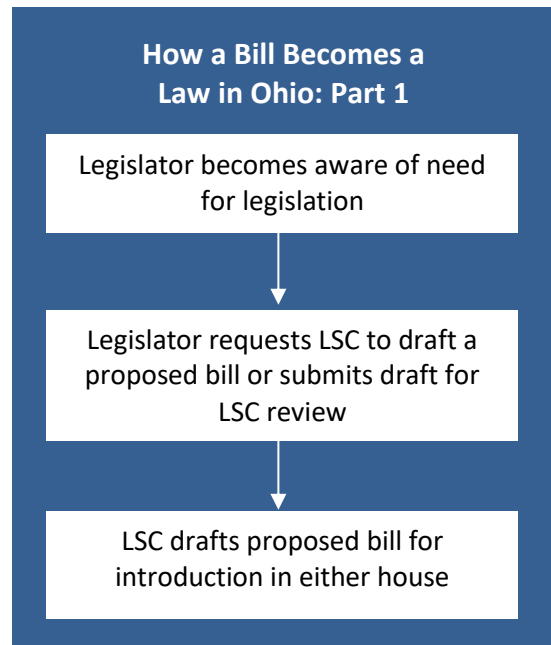 How a Bill Becomes a
Law in Ohio: Part 1
Legislator becomes aware of need
for legislation
Legislator requests LSC to draft a
proposed bill or submits draft for
LSC review
LSC drafts proposed bill for
introduction in either house